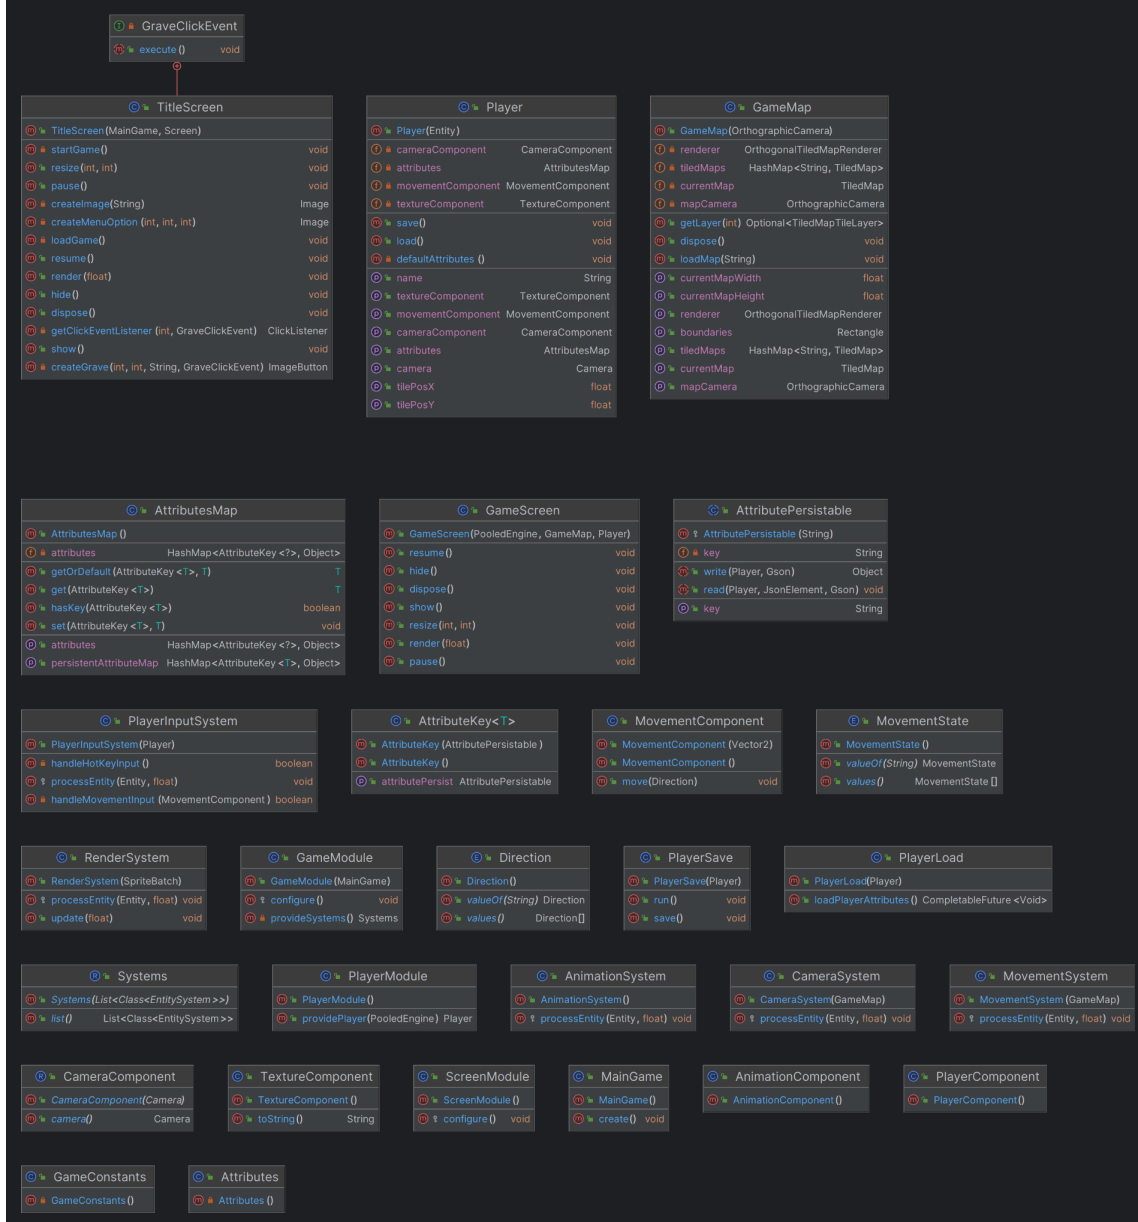 GraveClickEvent
execute() void
TitleScreen
TitleScreen(MainGame, Screen)
startGame() void
resize(int, int) void
pause() void
createImage(String) Image
createMenuOption (int, int, int) Image
loadGame() void
resume() void
render(float) void
hide() void
dispose() void
getClickEventListener (int, GraveClickEvent) ClickListener
show() void
createGrave(int, int, String, GraveClickEvent) ImageButton
Player
Player(Entity)
cameraComponent CameraComponent
attributes AttributesMap
movementComponent MovementComponent
textureComponent TextureComponent
save() void
load() void
defaultAttributes () void
name String
textureComponent TextureComponent
movementComponent MovementComponent
cameraComponent CameraComponent
attributes AttributesMap
camera Camera
tilePosX float
tilePosY float
GameMap
GameMap(OrthographicCamera)
renderer OrthogonalTiledMapRenderer
tiledMaps HashMap<String, TiledMap>
currentMap TiledMap
mapCamera OrthographicCamera
getLayer(int) Optional<TiledMapTileLayer>
dispose() void
loadMap(String) void
currentMapWidth float
currentMapHeight float
renderer OrthogonalTiledMapRenderer
boundaries Rectangle
tiledMaps HashMap<String, TiledMap>
currentMap TiledMap
mapCamera OrthographicCamera
AttributesMap
AttributesMap ()
attributes HashMap<AttributeKey <?>, Object>
getOrDefault(AttributeKey <T>, T) T
get(AttributeKey <T>) T
hasKey(AttributeKey <T>) boolean
set(AttributeKey <T>, T) void
attributes HashMap<AttributeKey <?>, Object>
persistentAttributeMap HashMap<AttributeKey <T>, Object>
GameScreen
GameScreen(PooledEngine, GameMap, Player)
resume() void
hide() void
dispose() void
show() void
resize(int, int) void
render(float) void
pause() void
AttributePersistable
AttributePersistable (String)
key String
write(Player, Gson) Object
read(Player, JsonElement, Gson) void
key String
PlayerInputSystem
PlayerInputSystem(Player)
handleHotKeyInput () boolean
processEntity(Entity, float) void
handleMovementInput (MovementComponent ) boolean
AttributeKey<T>
AttributeKey (AttributePersistable )
AttributeKey ()
attributePersist AttributePersistable
MovementComponent
MovementComponent (Vector2)
MovementComponent ()
move(Direction) void
MovementState
MovementState ()
valueOf(String) MovementState
values() MovementState []
RenderSystem
RenderSystem(SpriteBatch)
processEntity(Entity, float) void
update(float) void
GameModule
GameModule(MainGame)
configure() void
provideSystems() Systems
Direction
Direction()
valueOf(String) Direction
values() Direction[]
PlayerSave
PlayerSave(Player)
run() void
save() void
PlayerLoad
PlayerLoad(Player)
loadPlayerAttributes () CompletableFuture <Void>
Systems
Systems(List<Class<EntitySystem >>)
list() List<Class<EntitySystem>>
PlayerModule
PlayerModule()
providePlayer(PooledEngine) Player
AnimationSystem
AnimationSystem()
processEntity(Entity, float) void
CameraSystem
CameraSystem(GameMap)
processEntity(Entity, float) void
MovementSystem
MovementSystem (GameMap)
processEntity(Entity, float) void
CameraComponent
CameraComponent(Camera)
camera() Camera
TextureComponent
TextureComponent ()
toString() String
ScreenModule
ScreenModule()
configure() void
MainGame
MainGame()
create() void
AnimationComponent
AnimationComponent()
PlayerComponent
PlayerComponent()
GameConstants
GameConstants()
Attributes
Attributes ()